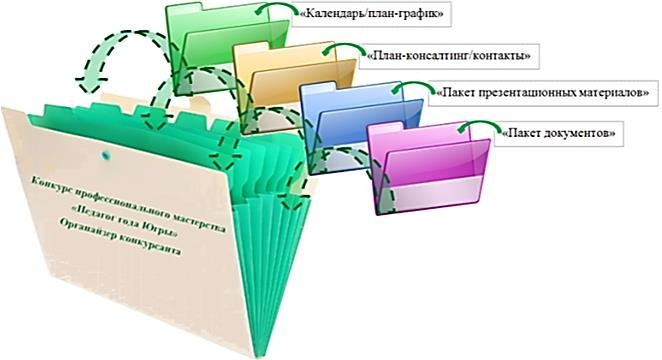 «Календарь/план-график»
«План-консалтинг/контакты»
«Пакет презентационных материалов»
«Пакет документов»
Конкурс профессионального мастерства
«Педагог года Югры»
Органайзер конкурсанта